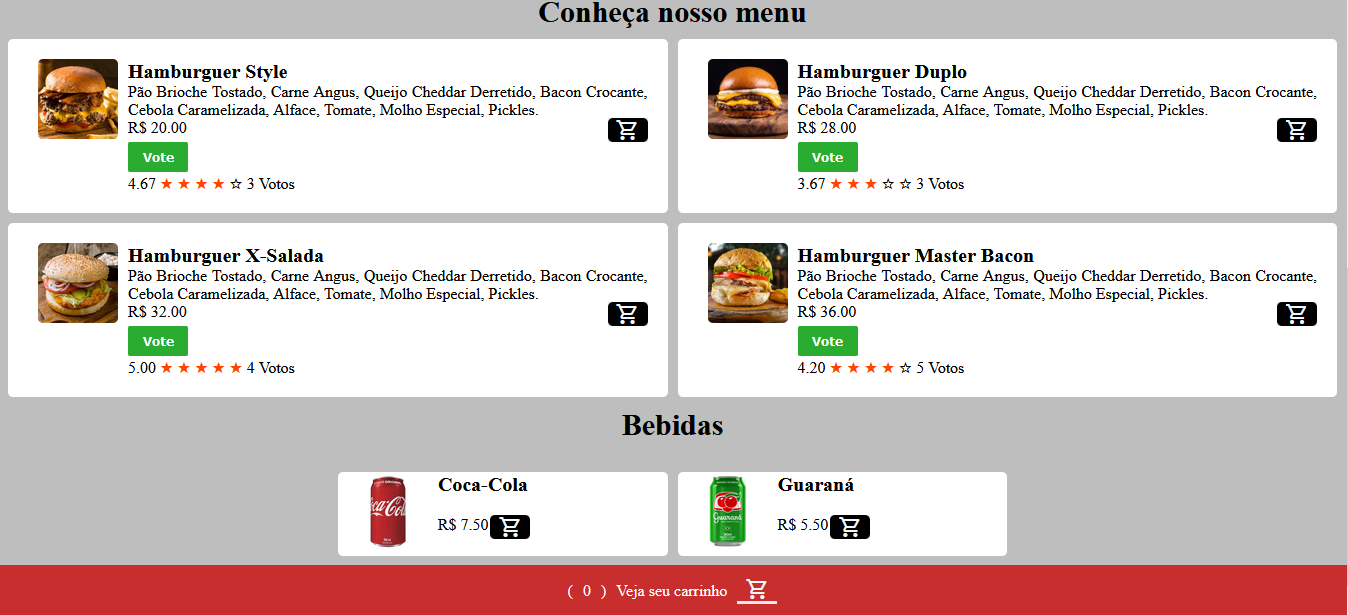 Conheça nosso menu
Hamburguer Style
Pão Brioche Tostado, Carne Angus, Queijo Cheddar Derretido, Bacon Crocante,
Cebola Caramelizada, Alface, Tomate, Molho Especial, Pickles.
R$ 20.00
Vote
4.67 ★ ★ ★ ★ ☆ 3 Votos
Hamburguer Duplo
Pão Brioche Tostado, Carne Angus, Queijo Cheddar Derretido, Bacon Crocante,
Cebola Caramelizada, Alface, Tomate, Molho Especial, Pickles.
R$ 28.00
Vote
3.67 ★ ★ ★ ☆ ☆ 3 Votos
Hamburguer X-Salada
Pão Brioche Tostado, Carne Angus, Queijo Cheddar Derretido, Bacon Crocante,
Cebola Caramelizada, Alface, Tomate, Molho Especial, Pickles.
R$ 32.00
Vote
5.00 ★ ★ ★ ★ ★ 4 Votos
Hamburguer Master Bacon
Pão Brioche Tostado, Carne Angus, Queijo Cheddar Derretido, Bacon Crocante,
Cebola Caramelizada, Alface, Tomate, Molho Especial, Pickles.
R$ 36.00
Vote
4.20 ★ ★ ★ ★ ☆ 5 Votos
Bebidas
Coca-Cola
R$ 7.50
Guaraná
Guaraná
R$ 5.50
( 0 ) Veja seu carrinho